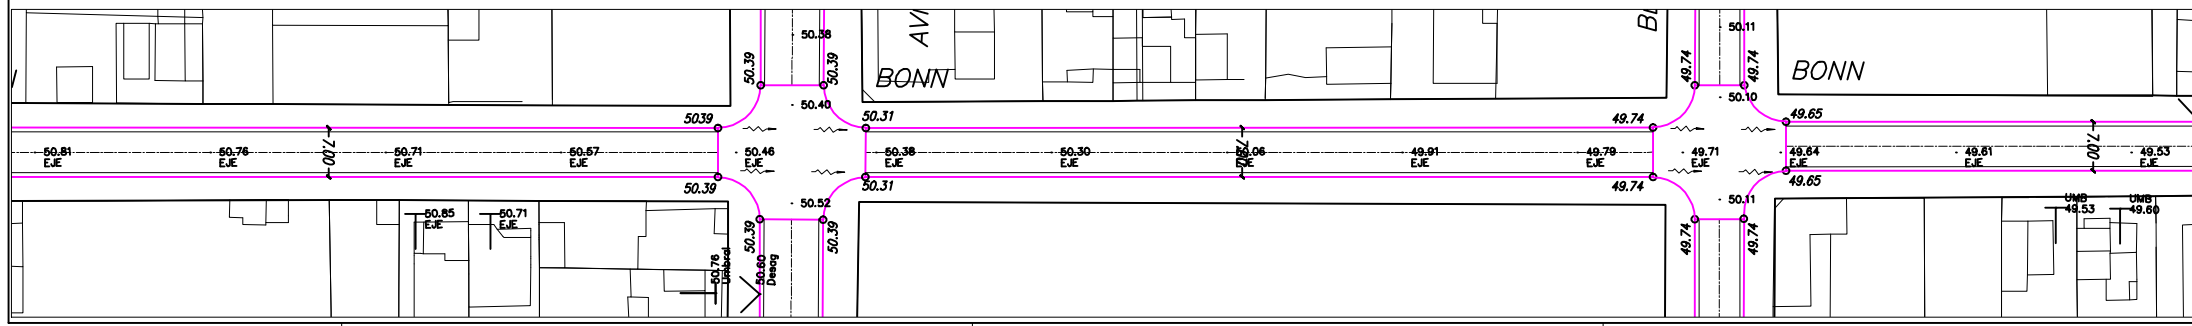 50.38
50.11
AVI
50.39
50.39
49.74
49.74
BONN
BONN
50.40
50.10
5039
50.31
49.74
49.65
7.00
7.00
50.81
EJE
50.76
EJE
50.71
EJE
50.57
EJE
50.46
EJE
50.38
EJE
50.30
EJE
EJE
49.91
EJE
49.79
EJE
49.71
EJE
49.64
EJE
49.61
EJE
49.53
EJE
50.39
50.31
49.74
49.65
50.52
50.11
50.85
EJE
50.71
EJE
UMB
49.53
UMB
49.60
50.39
50.39
49.74
49.74
50.76
Umbral
50.60
Desag